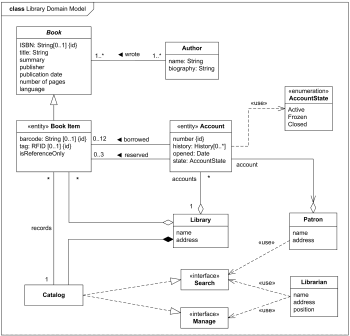 class Library Domain Model
Book
ISBN: String[0..1] {id}
title: String
summary
publisher
publication date
number of pages
language
1..*
◄ wrote
1..*
Author
name: String
biography: String
«enumeration»
AccountState
Active
Frozen
Closed
«use»
«entity» Book Item
barcode: String [0..1] {id}
tag: RFID [0..1] {id}
isReferenceOnly
0..12
◄ borrowed
0..3
◄ reserved
«entity» Account
number {id}
history: History[0..*]
opened: Date
state: AccountState
account
accounts
*
*
*
1
Library
name
address
Patron
name
address
records
1
«use»
Catalog
«interface»
Search
«interface»
Manage
«use»
«use»
Librarian
name
address
position